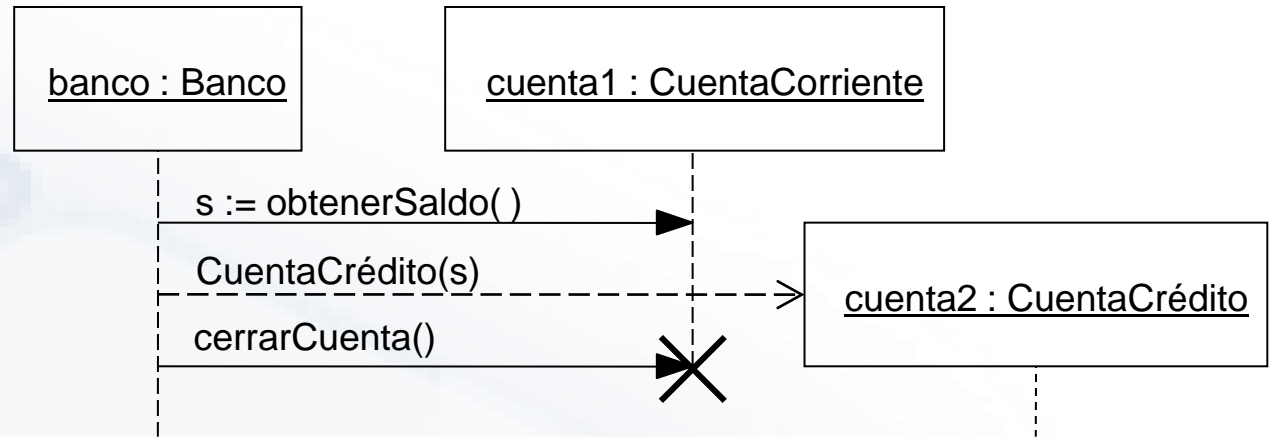 banco : Banco
cuenta1 : CuentaCorriente
s := obtenerSaldo( )
CuentaCrédito(s)
cuenta2 : CuentaCrédito
cerrarCuenta()